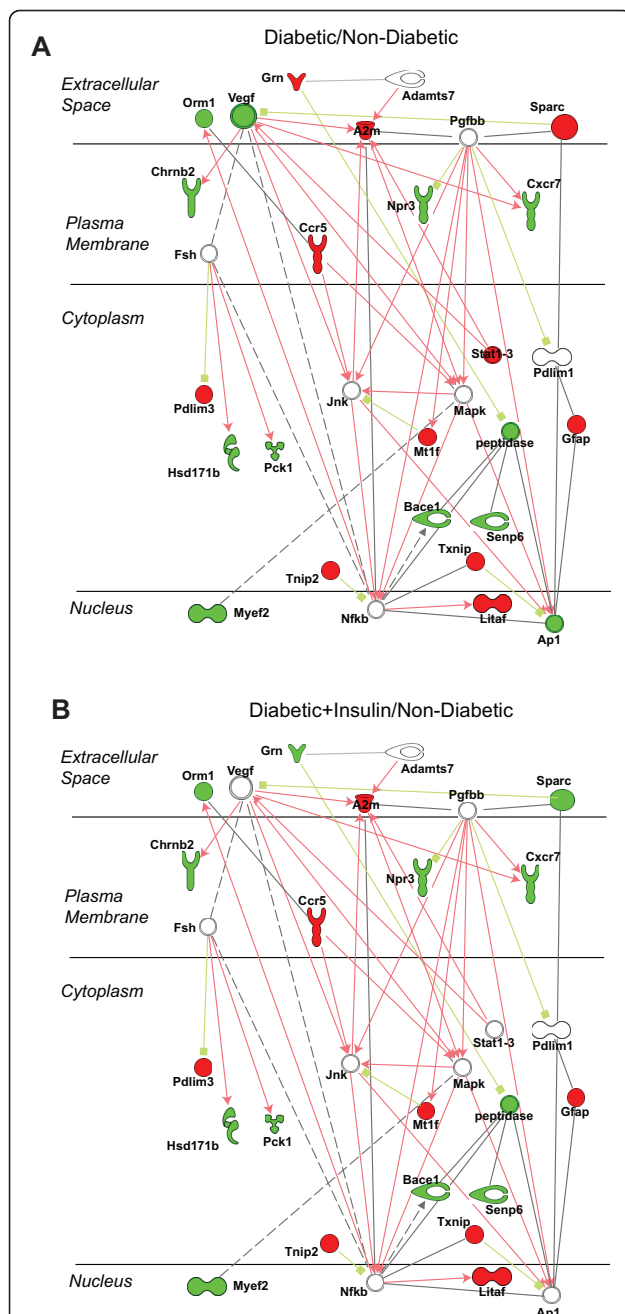 A
Diabetic/Non-Diabetic
Extracellular
Space
Grn
Adamts7
Orm1
Vegf
A2m
Pgfbb
Sparc
Chrnb2
Npr3
Cxcr7
Plasma
Membrane
Ccr5
Fsh
Cytoplasm
Stat1-3
Pdlim1
Pdlim3
Jnk
Mapk
Hsd171b
Pck1
Mt1f
peptidase
Gfap
Bace1
Senp6
Tnip2
Txnip
Nucleus
Myef2
Nfkb
Litaf
Ap1
B
Diabetic+Insulin/Non-Diabetic
Extracellular
Space
Grn
Adamts7
Orm1
Vegf
A2m
Pgfbb
Sparc
Chrnb2
Npr3
Cxcr7
Plasma
Membrane
Ccr5
Fsh
Cytoplasm
Stat1-3
Pdlim1
Pdlim3
Jnk
Mapk
Hsd171b
Pck1
Mt1f
peptidase
Gfap
Bace1
Senp6
Tnip2
Txnip
Nucleus
Myef2
Nfkb
Litaf
Ap1